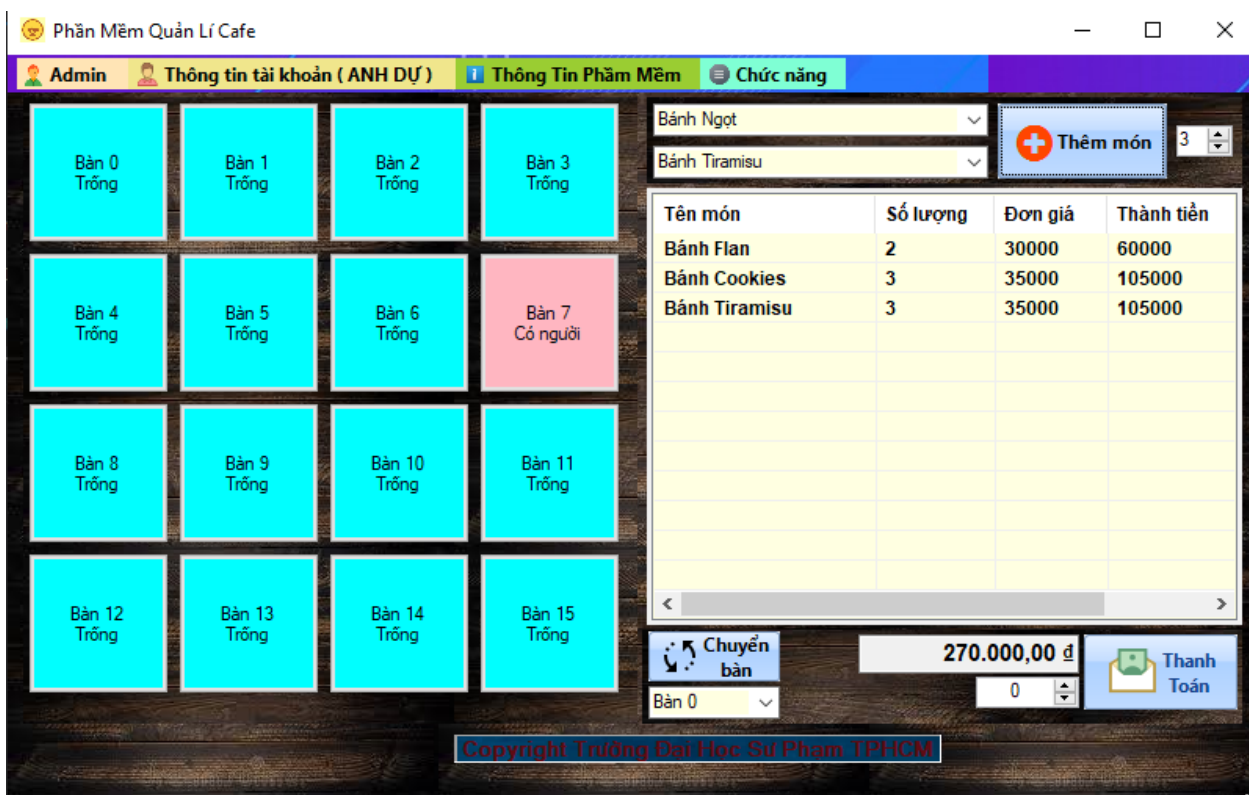 Phần Mềm Quản Lí Cafe
Admin Thông tin tài khoản ( ANH DỰ ) Thông Tin Phầm Mềm Chức năng
Bàn 0
Trống
Bàn 1
Trống
Bàn 2
Trống
Bàn 3
Trống
Bàn 4
Trống
Bàn 5
Trống
Bàn 6
Trống
Bàn 7
Có người
Bàn 8
Trống
Bàn 9
Trống
Bàn 10
Trống
Bàn 11
Trống
Bàn 12
Trống
Bàn 13
Trống
Bàn 14
Trống
Bàn 15
Trống
Bánh Ngọt
Bánh Tiramisu
Thêm món
3
Tên món Số lượng Đơn giá Thành tiền
Bánh Flan 2 30000 60000
Bánh Cookies 3 35000 105000
Bánh Tiramisu 3 35000 105000
Chuyển
bàn
Bàn 0
270.000,00 ₫
0
Thanh
Toán
Copyright Trường Đại Học Sư Phạm TPHCM